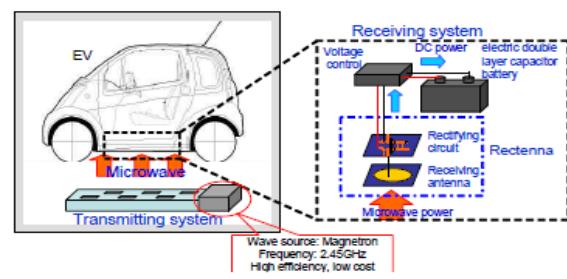 EV
Microwave
Transmitting system
Wave source: Magnetron
Frequency: 2.45GHz
High efficiency, low cost
Receiving system
Voltage
control
DC power
electric double
layer capacitor
battery
Rectifying
circuit
Receiving
antenna
Rectenna
Microwave power